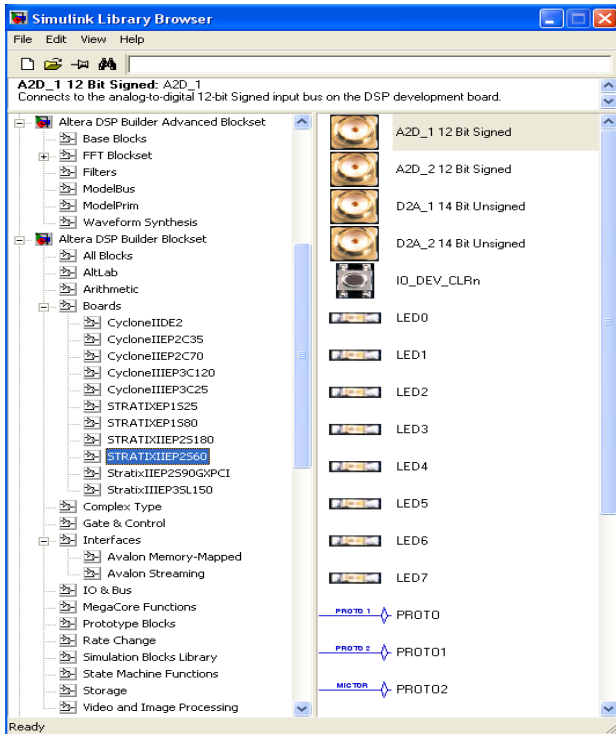 Simulink Library Browser
File Edit View Help
A2D_1 12 Bit Signed: A2D_1
Connects to the analog-to-digital 12-bit Signed input bus on the DSP development board.
Altera DSP Builder Advanced Blockset
Base Blocks
FFT Blockset
Filters
ModelBus
ModelPrim
Waveform Synthesis
Altera DSP Builder Blockset
All Blocks
AltLab
Arithmetic
Boards
CycloneIIDE2
CycloneIIEP2C35
CycloneIIEP2C70
CycloneIIIEP3C120
CycloneIIIEP3C25
STRATIXEP1S25
STRATIXEP1S80
STRATIXIIEP2S180
STRATIXIIEP2S60
StratixIIEP2S90GXPCI
StratixIIIEP3SL150
Complex Type
Gate & Control
Interfaces
Avalon Memory-Mapped
Avalon Streaming
IO & Bus
MegaCore Functions
Prototype Blocks
Rate Change
Simulation Blocks Library
State Machine Functions
Storage
Video and Image Processing
A2D_1 12 Bit Signed
A2D_2 12 Bit Signed
D2A_1 14 Bit Unsigned
D2A_2 14 Bit Unsigned
IO_DEV_CLRn
LED0
LED1
LED2
LED3
LED4
LED5
LED6
LED7
PROTO 1 PROTO
PROTO 2 PROTO1
MICTOR PROTO2
Ready